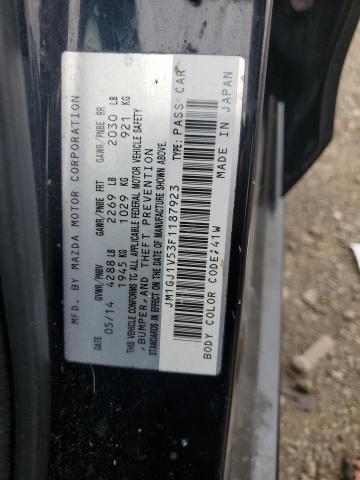 MFD. BY MAZDA MOTOR CORPORATION
DATE GVWR/PNBV GAWR/PNBE FRT GAWR/PNBE RR
05/14 4288 LB 2269 LB 2030 LB
1945 KG 1029 KG 921 KG
THIS VEHICLE CONFORMS TO ALL APPLICABLE FEDERAL MOTOR VEHICLE SAFETY
,BUMPER,AND THEFT PREVENTION
STANDARDS IN EFFECT ON THE DATE OF MANUFACTURE SHOWN ABOVE.
JM1GJ1V53F1187923 TYPE: PASS CAR
BODY COLOR CODE;41W MADE IN JAPAN